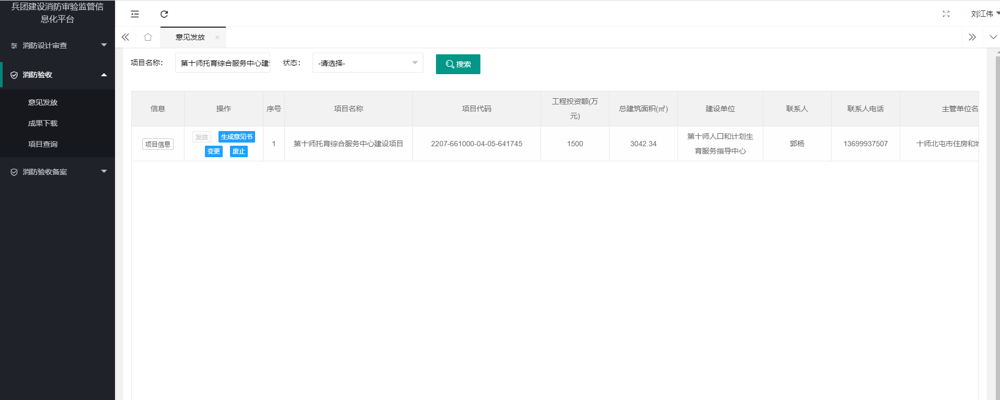 兵团建设消防审验监管信
息化平台
刘江伟
消防设计审查
消防验收
意见发放
成果下载
项目查询
消防验收备案
意见发放
项目名称：
第十师托育综合服务中心建
状态：
-请选择-
搜索
信息
操作
序号
项目名称
项目代码
工程投资额(万
元)
总建筑面积(㎡)
建设单位
联系人
联系人电话
主管单位名
项目信息
发放 生成意见书
变更 废止
1
第十师托育综合服务中心建设项目
2207-661000-04-05-641745
1500
3042.34
第十师人口和计划生
育服务指导中心
郭杨
13699937507
十师北屯市住房和城